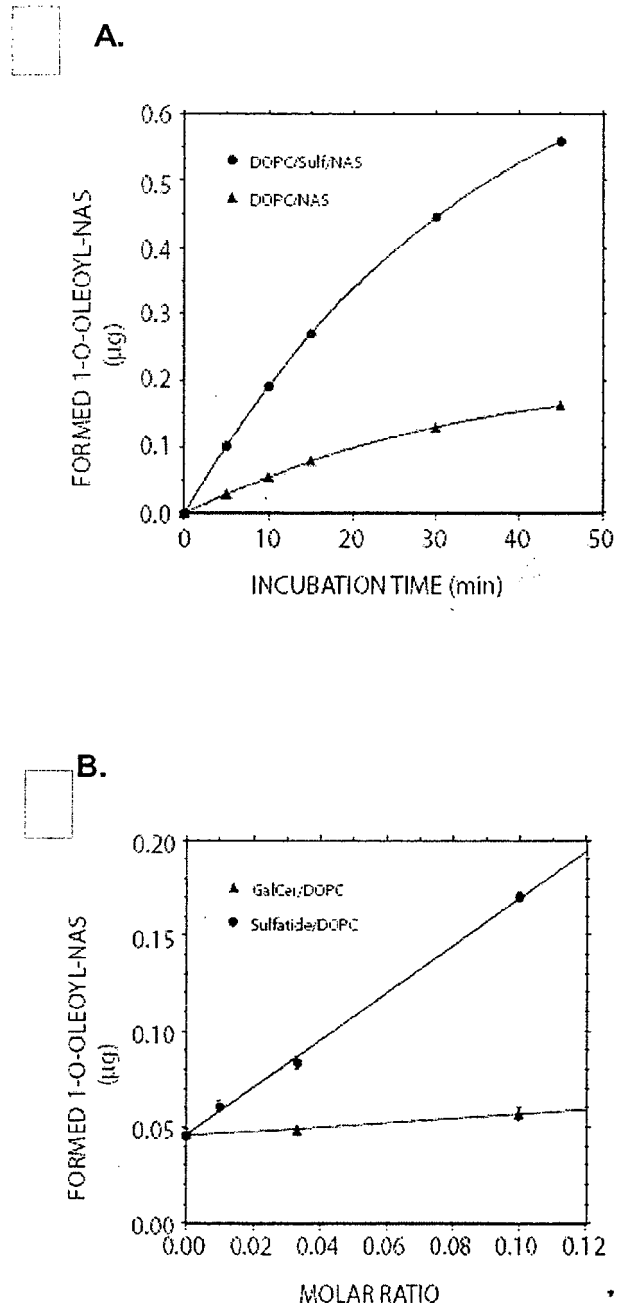 A.
0.6
0.5
0.4
0.3
0.2
0.1
0.0
DOPC/Sulf/NAS
DOPC/NAS
FORMED 1-O-OLEOYL-NAS
(µg)
0 10 20 30 40 50
INCUBATION TIME (min)
B.
0.20
0.15
0.10
0.05
0.00
GalCer/DOPC
Sulfatide/DOPC
FORMED 1-O-OLEOYL-NAS
(µg)
0.00 0.02 0.04 0.06 0.08 0.10 0.12
MOLAR RATIO